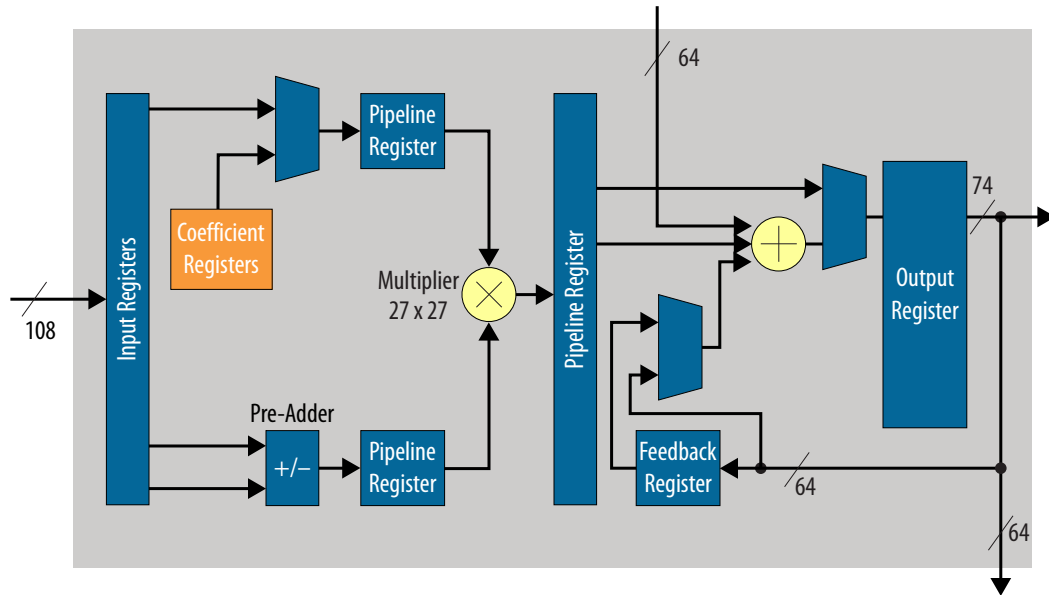 64
Pipeline
Register
Coefficient
Registers
Input Registers
108
Multiplier
27 x 27
Pre-Adder
+/−
Pipeline
Register
Pipeline Register
74
Output
Register
Feedback
Register
64
64